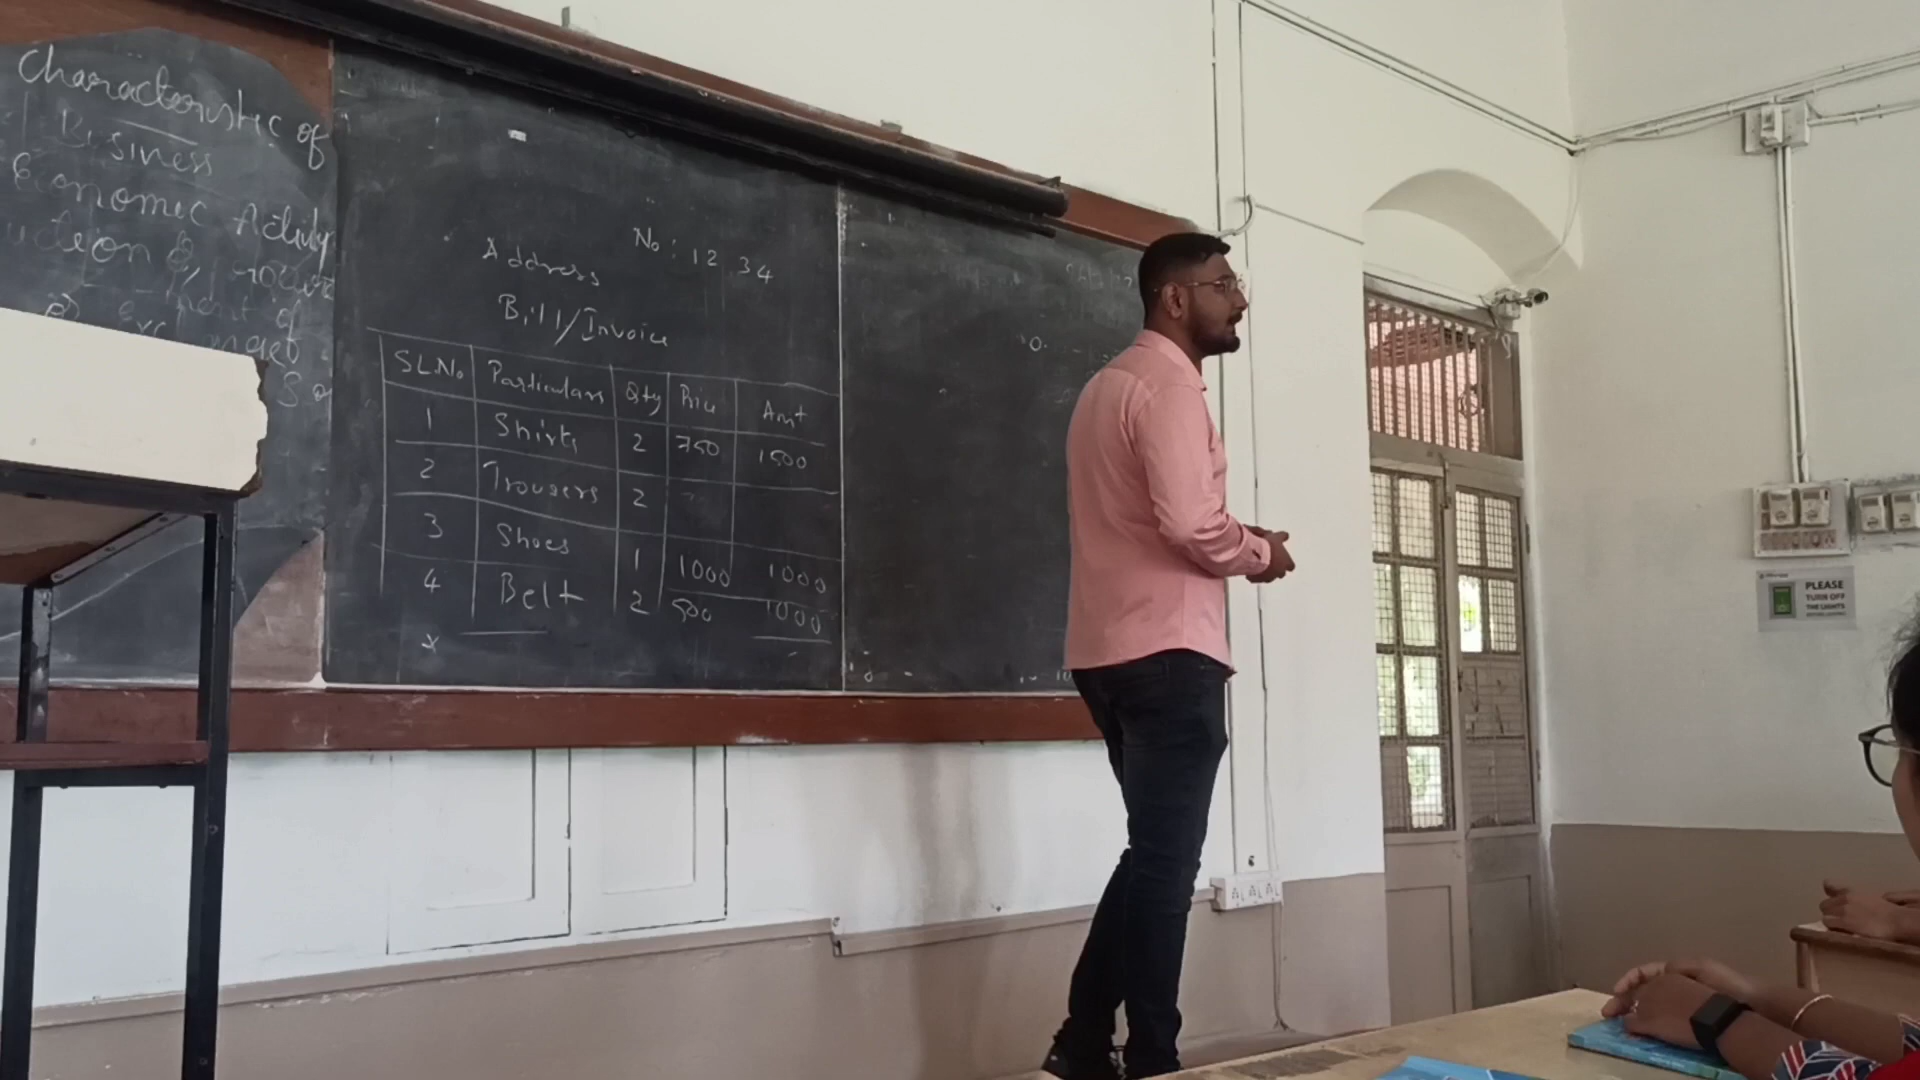 Characteristic of
Business
Economic Activity
No: 12 34
Address
Bill/Invoice
SL.No Particulars Qty Price Amt
1 Shirts 2 750 1500
2 Trousers 2
3 Shoes 1 1000 1000
4 Belt 2 500 1000
x
PLEASE
TURN OFF
THE LIGHTS